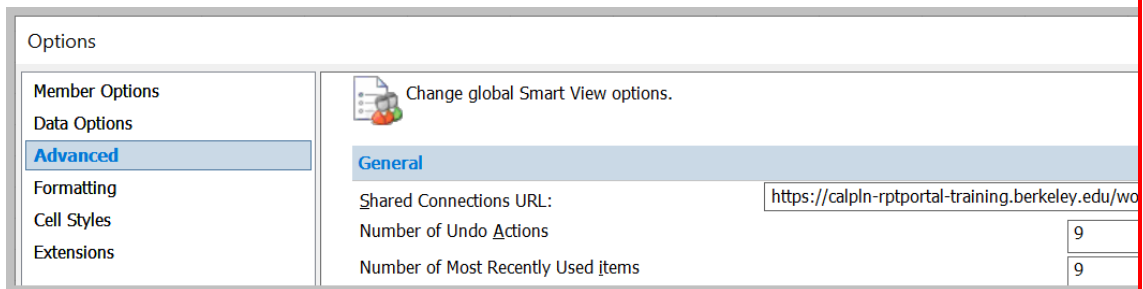 Options
Member Options
Data Options
Advanced
Formatting
Cell Styles
Extensions
Change global Smart View options.
General
Shared Connections URL: https://calpln-rptportal-training.berkeley.edu/wo
Number of Undo Actions 9
Number of Most Recently Used items 9